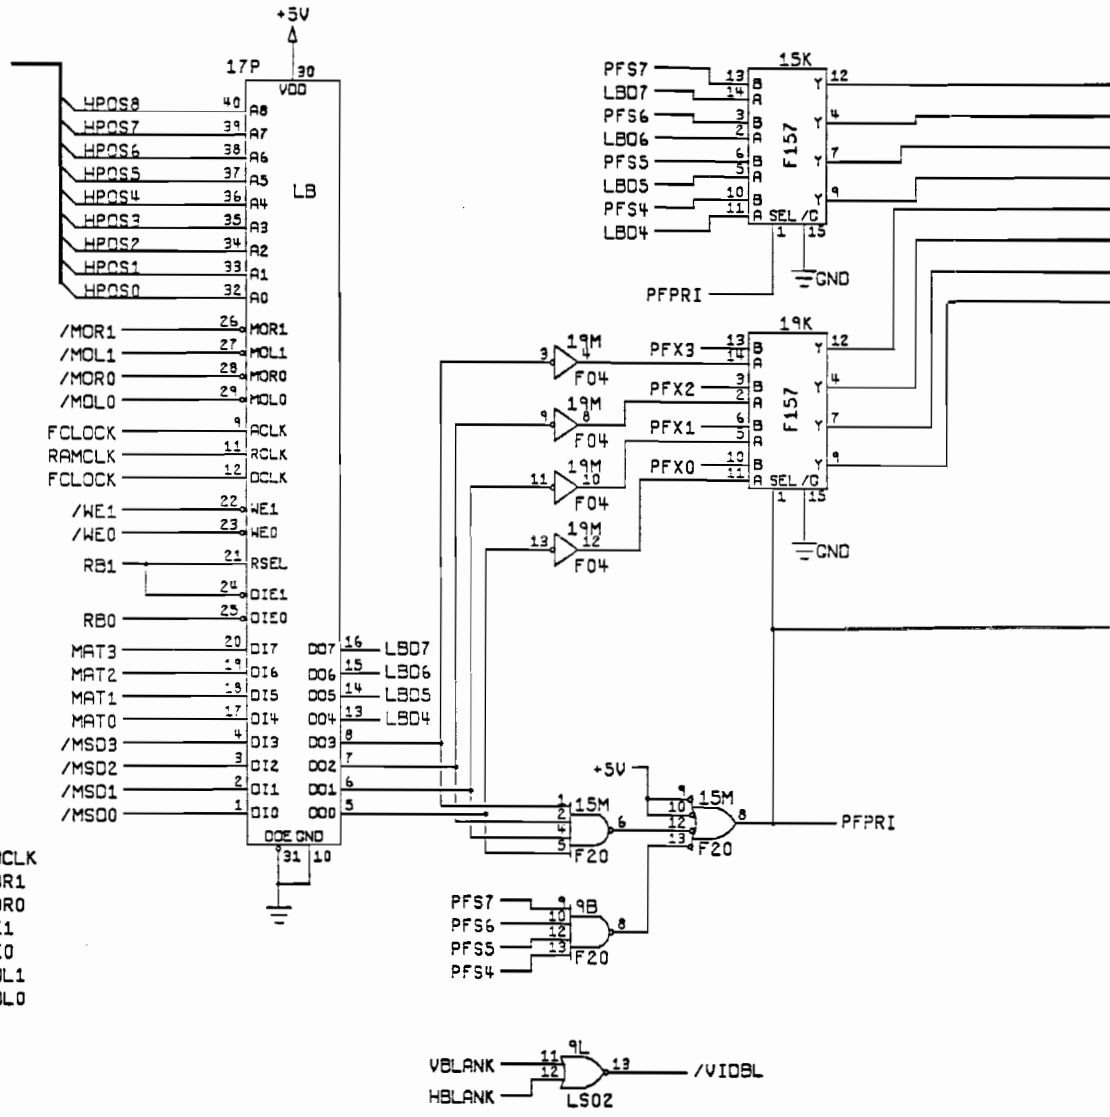 +5V
17P
30
VDD
LB
HPOS8 40 A8
HPOS7 39 A7
HPOS6 38 A6
HPOS5 37 A5
HPOS4 36 A4
HPOS3 35 A3
HPOS2 34 A2
HPOS1 33 A1
HPOS0 32 A0
/MOR1 26 MOR1
/MOL1 27 MOL1
/MOR0 28 MOR0
/MOL0 29 MOL0
FCLOCK 9 ACLK
RAMCLK 11 RCLK
FCLOCK 12 OCLK
/WE1 22 WE1
/WE0 23 WE0
RB1 21 RSEL
24 DIE1
RB0 25 DIE0
MAT3 20 DI7 DO7 16 LBD7
MAT2 19 DI6 DO6 15 LBD6
MAT1 18 DI5 DO5 14 LBD5
MAT0 17 DI4 DO4 13 LBD4
/MSD3 4 DI3 DO3 8
/MSD2 3 DI2 DO2 7
/MSD1 2 DI1 DO1 6
/MSD0 1 DI0 DO0 5
DOE GND
31 10
15K
PFS7 13 B Y 12
LBD7 14 A
PFS6 3 B Y 4
LBD6 2 A
PFS5 6 B Y 7
LBD5 5 A
PFS4 10 B Y 9
LBD4 11 A
F157
SEL /G
1 15
GND
PFPRI
19K
PFX3 13 B Y 12
14 A
PFX2 3 B Y 4
2 A
PFX1 6 B Y 7
5 A
PFX0 10 B Y 9
11 A
F157
SEL /G
1 15
GND
19M
3 4
F04
19M
9 8
F04
19M
11 10
F04
19M
13 12
F04
+5V
1 15M
2
4
5 F20
6
9 15M
10
12
13 F20
8
PFPRI
PFS7 9 9B
PFS6 10
PFS5 12
PFS4 13 F20
8
CLK
R1
R0
1
0
L1
L0
9L
VBLANK 11
HBLANK 12
13 /VIDBL
LS02